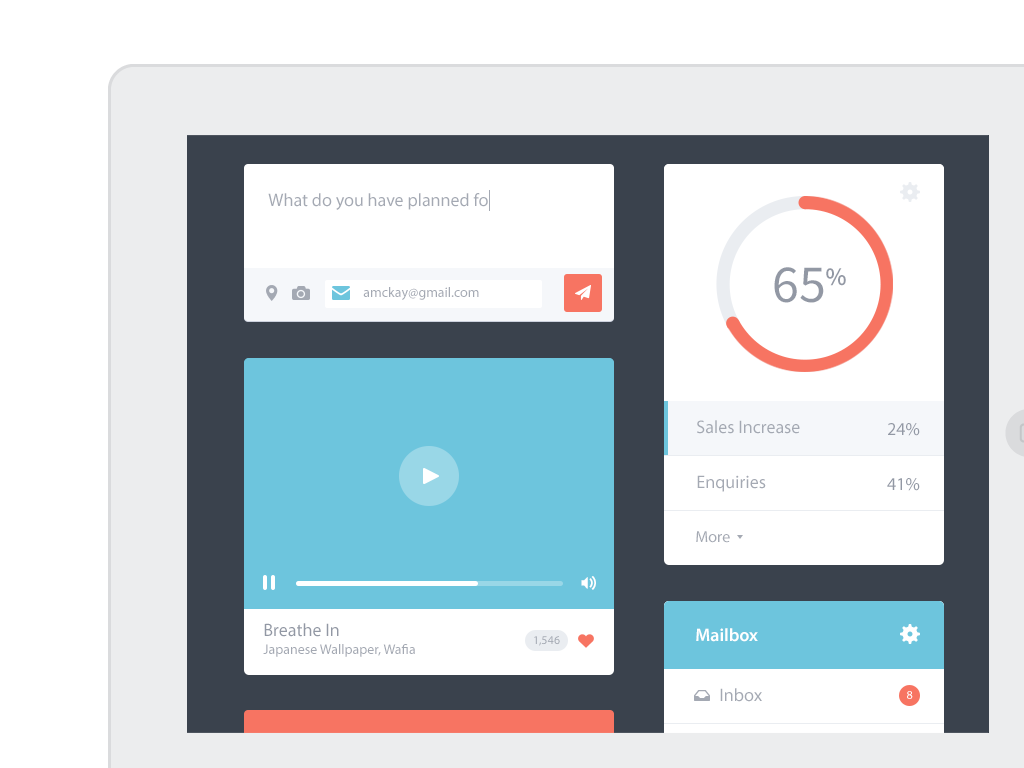 What do you have planned fo
amckay@gmail.com
Breathe In
Japanese Wallpaper, Wafia
1,546
65%
Sales Increase 24%
Enquiries 41%
More
Mailbox
Inbox 8